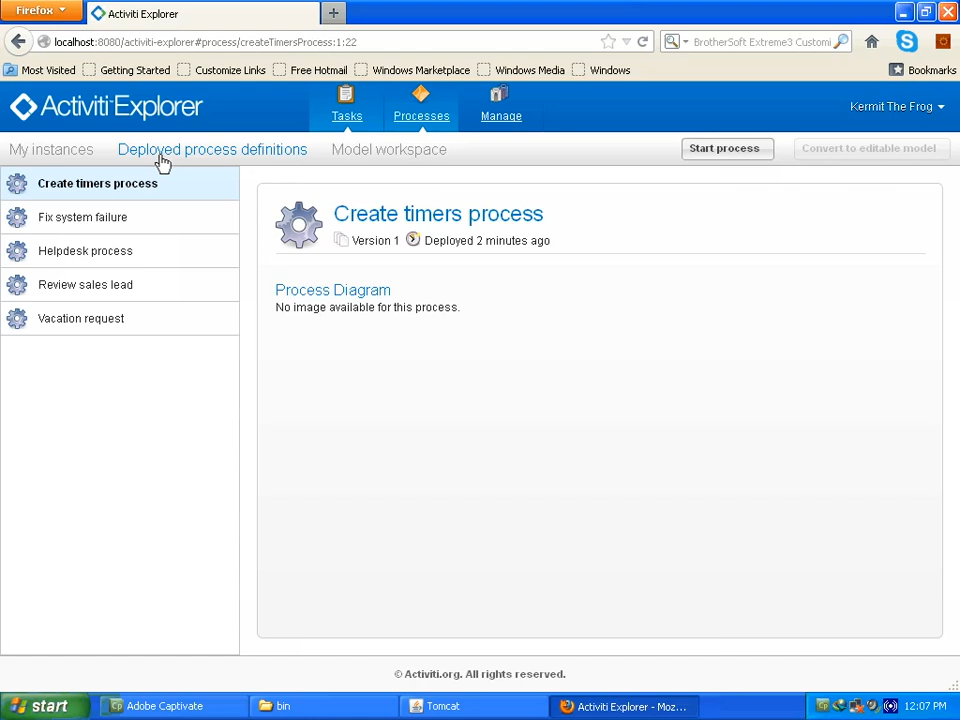 Firefox
Activiti Explorer
localhost:8080/activiti-explorer#process/createTimersProcess:1:22
BrotherSoft Extreme3 Customi
Most Visited
Getting Started
Customize Links
Free Hotmail
Windows Marketplace
Windows Media
Windows
Bookmarks
Activiti Explorer
Tasks
Processes
Manage
Kermit The Frog
My instances
Deployed process definitions
Model workspace
Start process
Convert to editable model
Create timers process
Fix system failure
Helpdesk process
Review sales lead
Vacation request
Create timers process
Version 1 Deployed 2 minutes ago
Process Diagram
No image available for this process.
© Activiti.org. All rights reserved.
start
Cp Adobe Captivate
bin
Tomcat
Activiti Explorer - Moz...
12:07 PM